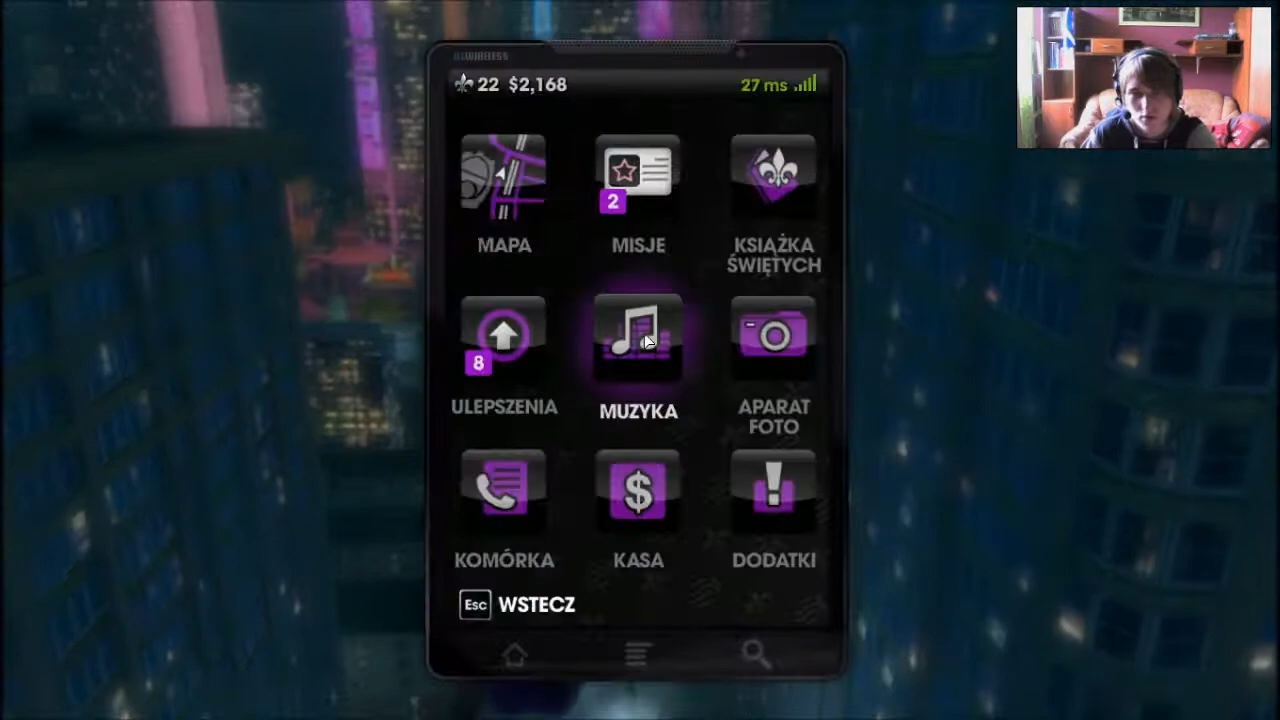 22 $2,168
27 ms
MAPA
2
MISJE
KSIĄŻKA
ŚWIĘTYCH
8
ULEPSZENIA
MUZYKA
APARAT
FOTO
$
KOMÓRKA
KASA
DODATKI
Esc WSTECZ